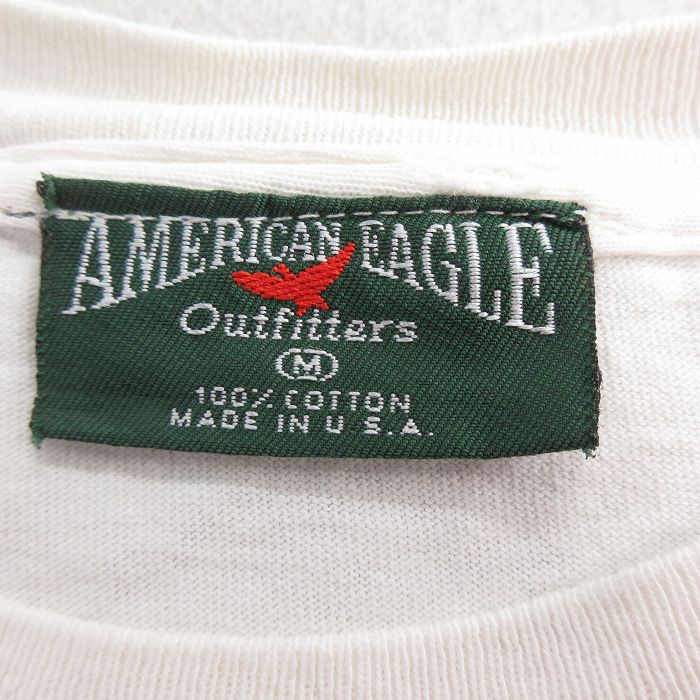 AMERICAN EAGLE
Outfitters
M
100% COTTON
MADE IN U.S.A.